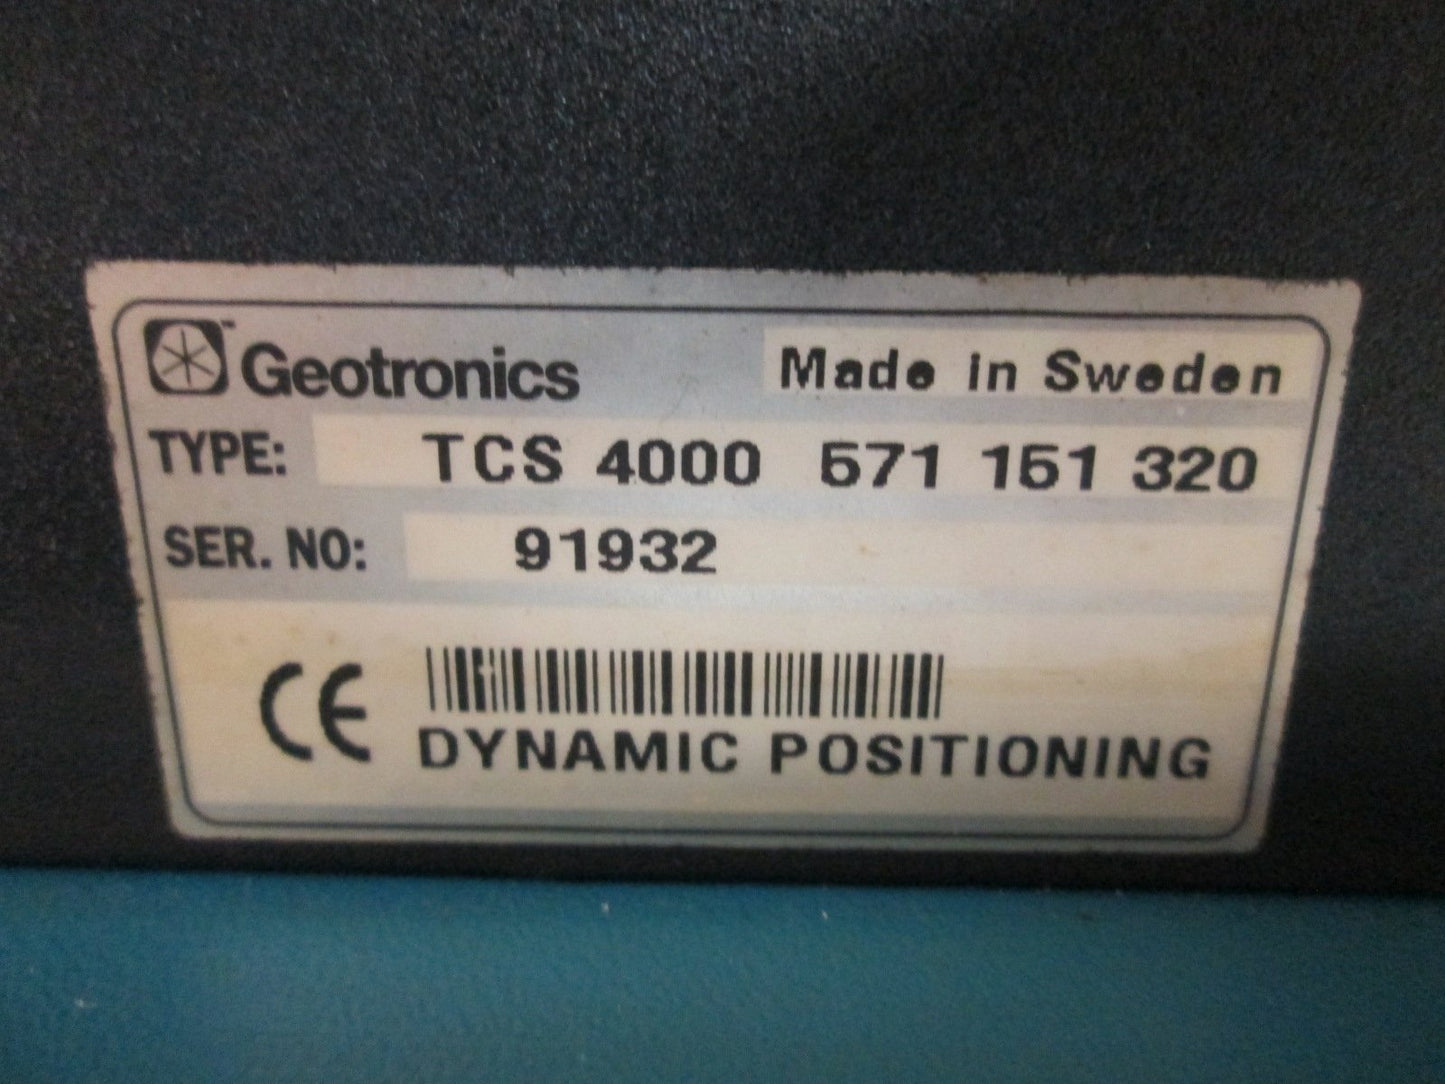 Geotronics Made in Sweden
TYPE: TCS 4000 571 151 320
SER. NO: 91932
CE
DYNAMIC POSITIONING